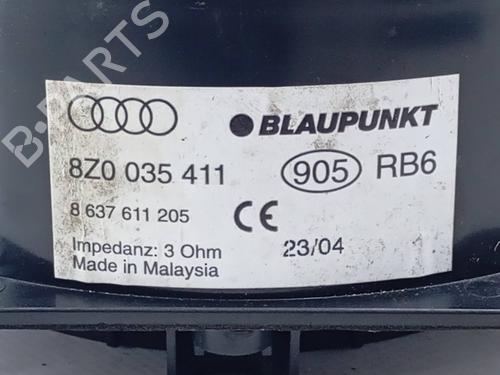 B-PARTS
BLAUPUNKT
8Z0 035 411
905 RB6
8 637 611 205
CE
Impedanz: 3 Ohm
23/04
Made in Malaysia